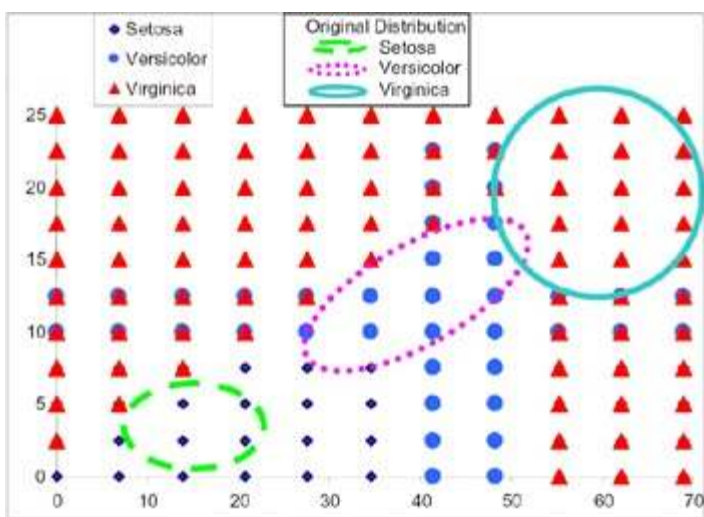 Setosa
Versicolor
Virginica
Original Distribution
Setosa
Versicolor
Virginica
25
20
15
10
5
0
0 10 20 30 40 50 60 70